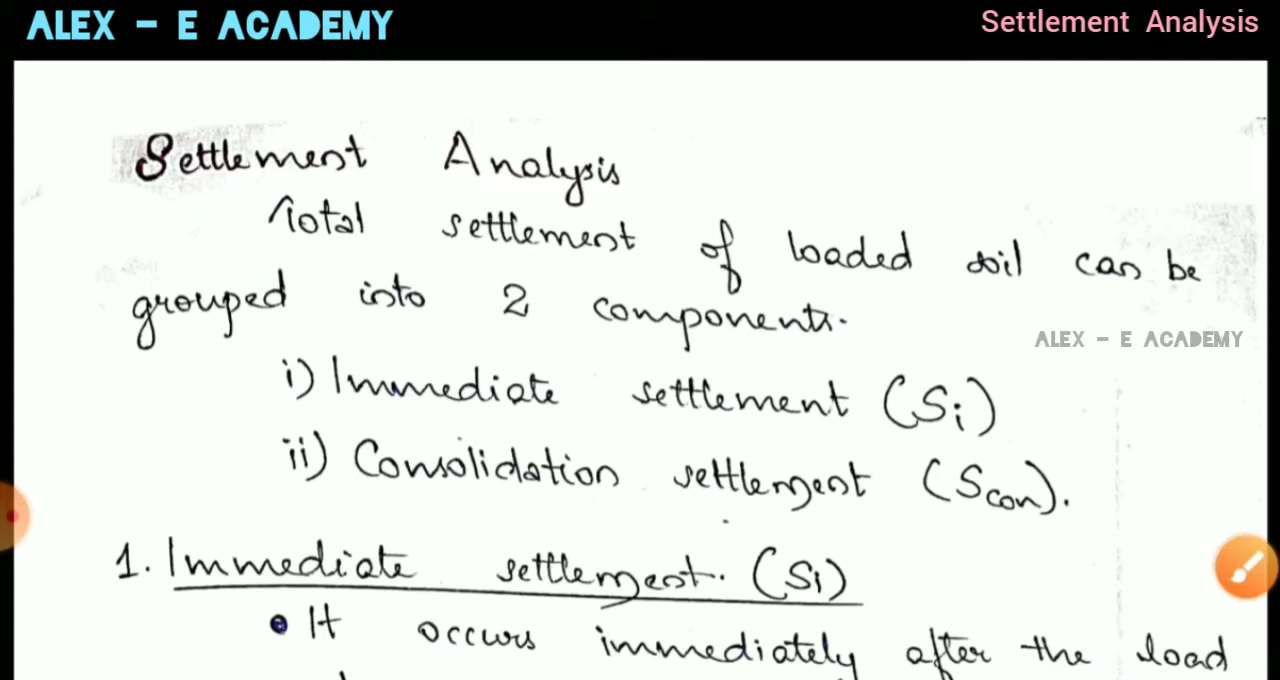 ALEX - E ACADEMY
Settlement Analysis
Settlement Analysis
Total settlement of loaded soil can be
grouped into 2 components.
ALEX - E ACADEMY
i) Immediate settlement (Si)
ii) Consolidation settlement (Scon).
1. Immediate settlement. (Si)
• It occurs immediately after the load